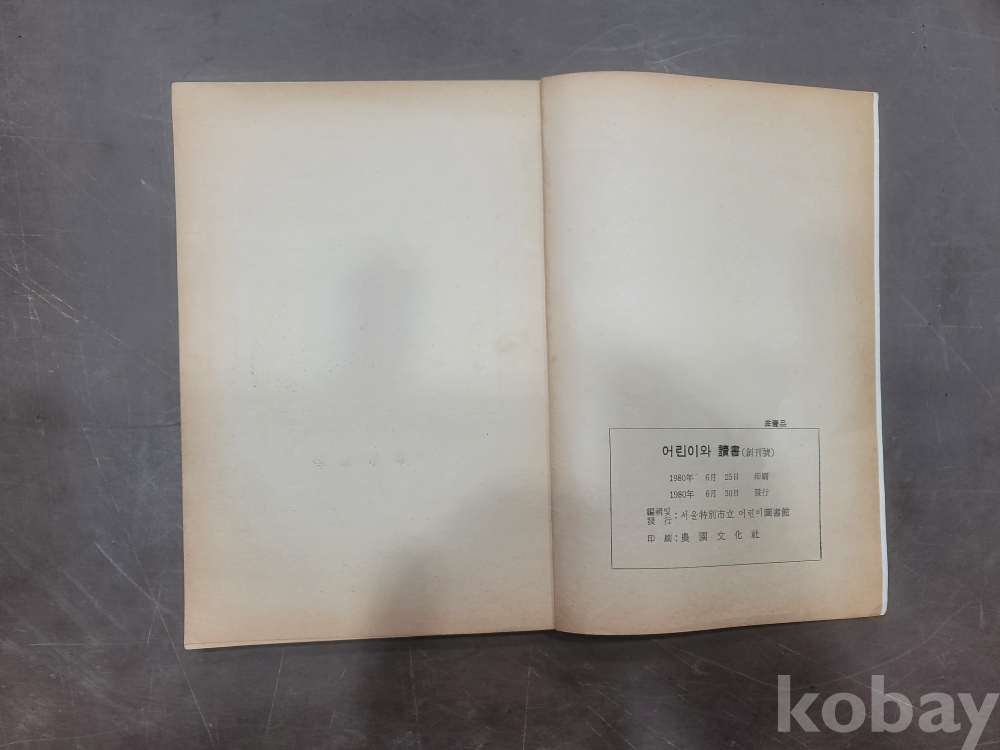 非賣品
어린이와 讀書(創刊號)
1980年 6月 25日 印刷
1980年 6月 30日 發行
編輯및
發 行 : 서울特別市立 어린이圖書館
印 刷 : 農園文化社
kobay